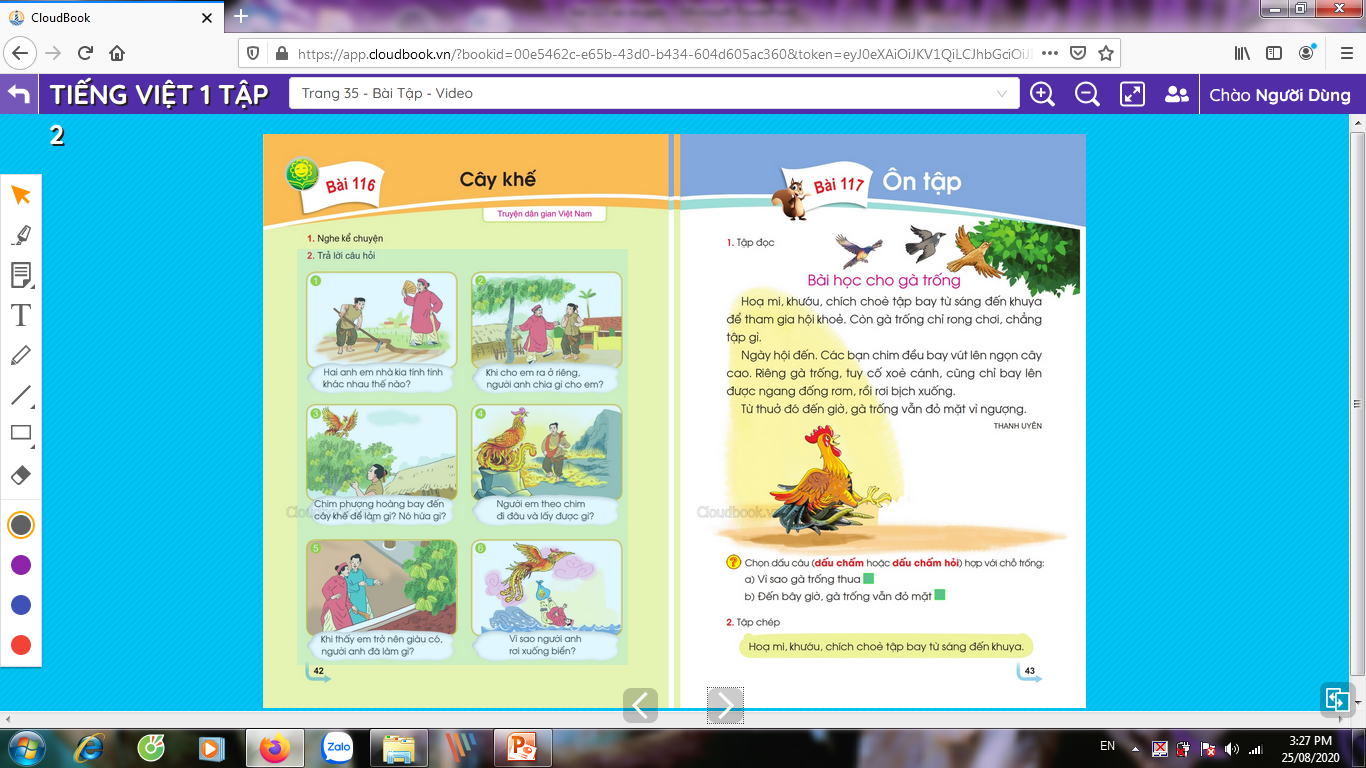 CloudBook
https://app.cloudbook.vn/?bookid=00e5462c-e65b-43d0-b434-604d605ac360&token=eyJ0eXAiOiJKV1QiLCJhbGciOiJ
TIẾNG VIỆT 1 TẬP
2
Trang 35 - Bài Tập - Video
Chào Người Dùng
Bài 116
Cây khế
Truyện dân gian Việt Nam
1. Nghe kể chuyện
2. Trả lời câu hỏi
1
Hai anh em nhà kia tính tình
khác nhau thế nào?
2
Khi cho em ra ở riêng,
người anh chia gì cho em?
3
Chim phượng hoàng bay đến
cây khế để làm gì? Nó hứa gì?
4
Người em theo chim
đi đâu và lấy được gì?
5
Khi thấy em trở nên giàu có,
người anh đã làm gì?
6
Vì sao người anh
rơi xuống biển?
Cloudbook.vn
42
Bài 117
Ôn tập
1. Tập đọc
Bài học cho gà trống
Hoạ mi, khướu, chích choè tập bay từ sáng đến khuya
để tham gia hội khoẻ. Còn gà trống chỉ rong chơi, chẳng
tập gì.
Ngày hội đến. Các bạn chim đều bay vút lên ngọn cây
cao. Riêng gà trống, tuy cố xoè cánh, cũng chỉ bay lên
được ngang đống rơm, rồi rơi bịch xuống.
Từ thuở đó đến giờ, gà trống vẫn đỏ mặt vì ngượng.
THANH UYÊN
Cloudbook.vn
? Chọn dấu câu (dấu chấm hoặc dấu chấm hỏi) hợp với chỗ trống:
a) Vì sao gà trống thua
b) Đến bây giờ, gà trống vẫn đỏ mặt
2. Tập chép
Hoạ mi, khướu, chích choè tập bay từ sáng đến khuya.
43
T
Zalo
EN
3:27 PM
25/08/2020